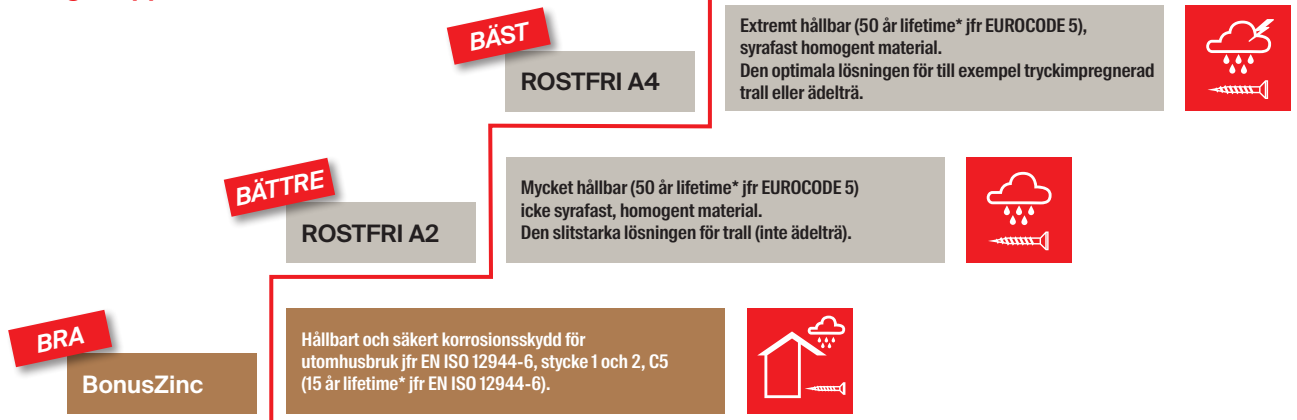 BÄST
ROSTFRI A4
Extremt hållbar (50 år lifetime* jfr EUROCODE 5),
syrafast homogent material.
Den optimala lösningen för till exempel tryckimpregnerad
trall eller ädelträ.
BÄTTRE
ROSTFRI A2
Mycket hållbar (50 år lifetime* jfr EUROCODE 5)
icke syrafast, homogent material.
Den slitstarka lösningen för trall (inte ädelträ).
BRA
BonusZinc
Hållbart och säkert korrosionsskydd för
utomhusbruk jfr EN ISO 12944-6, stycke 1 och 2, C5
(15 år lifetime* jfr EN ISO 12944-6).